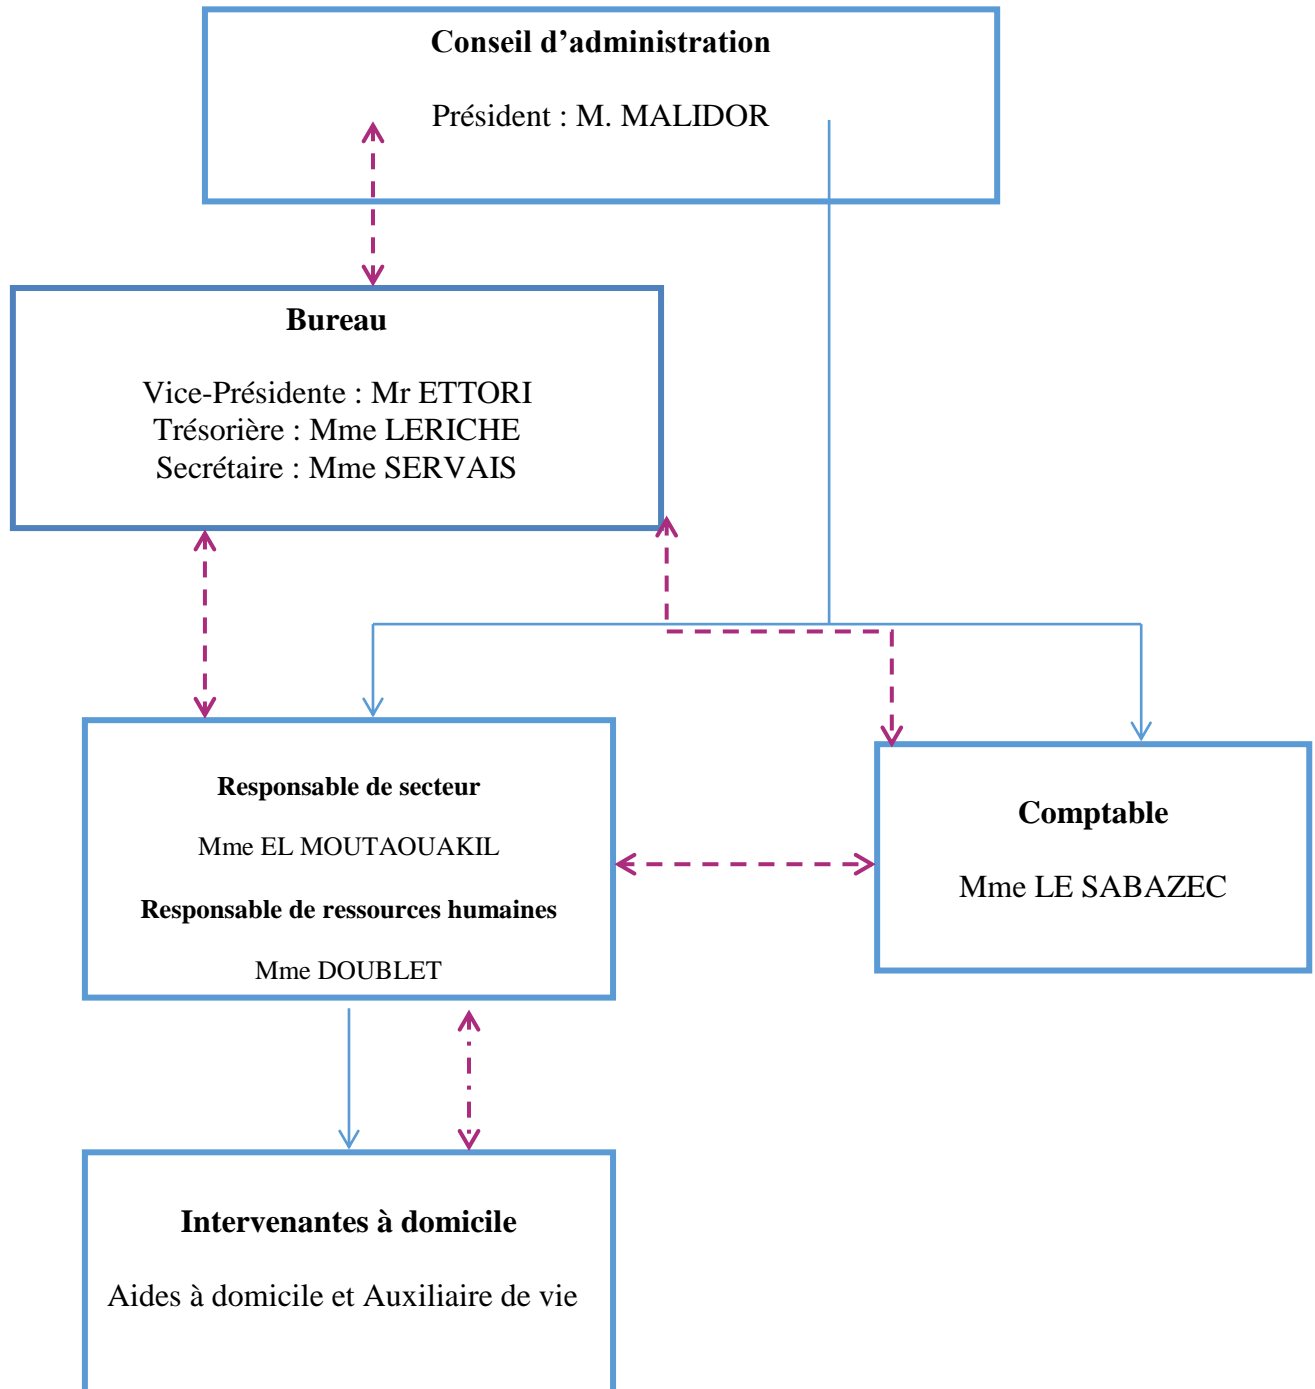 Conseil d’administration
Président : M. MALIDOR
Bureau
Vice-Présidente : Mr ETTORI
Trésorière : Mme LERICHE
Secrétaire : Mme SERVAIS
Responsable de secteur
Mme EL MOUTAOUAKIL
Responsable de ressources humaines
Mme DOUBLET
Comptable
Mme LE SABAZEC
Intervenantes à domicile
Aides à domicile et Auxiliaire de vie